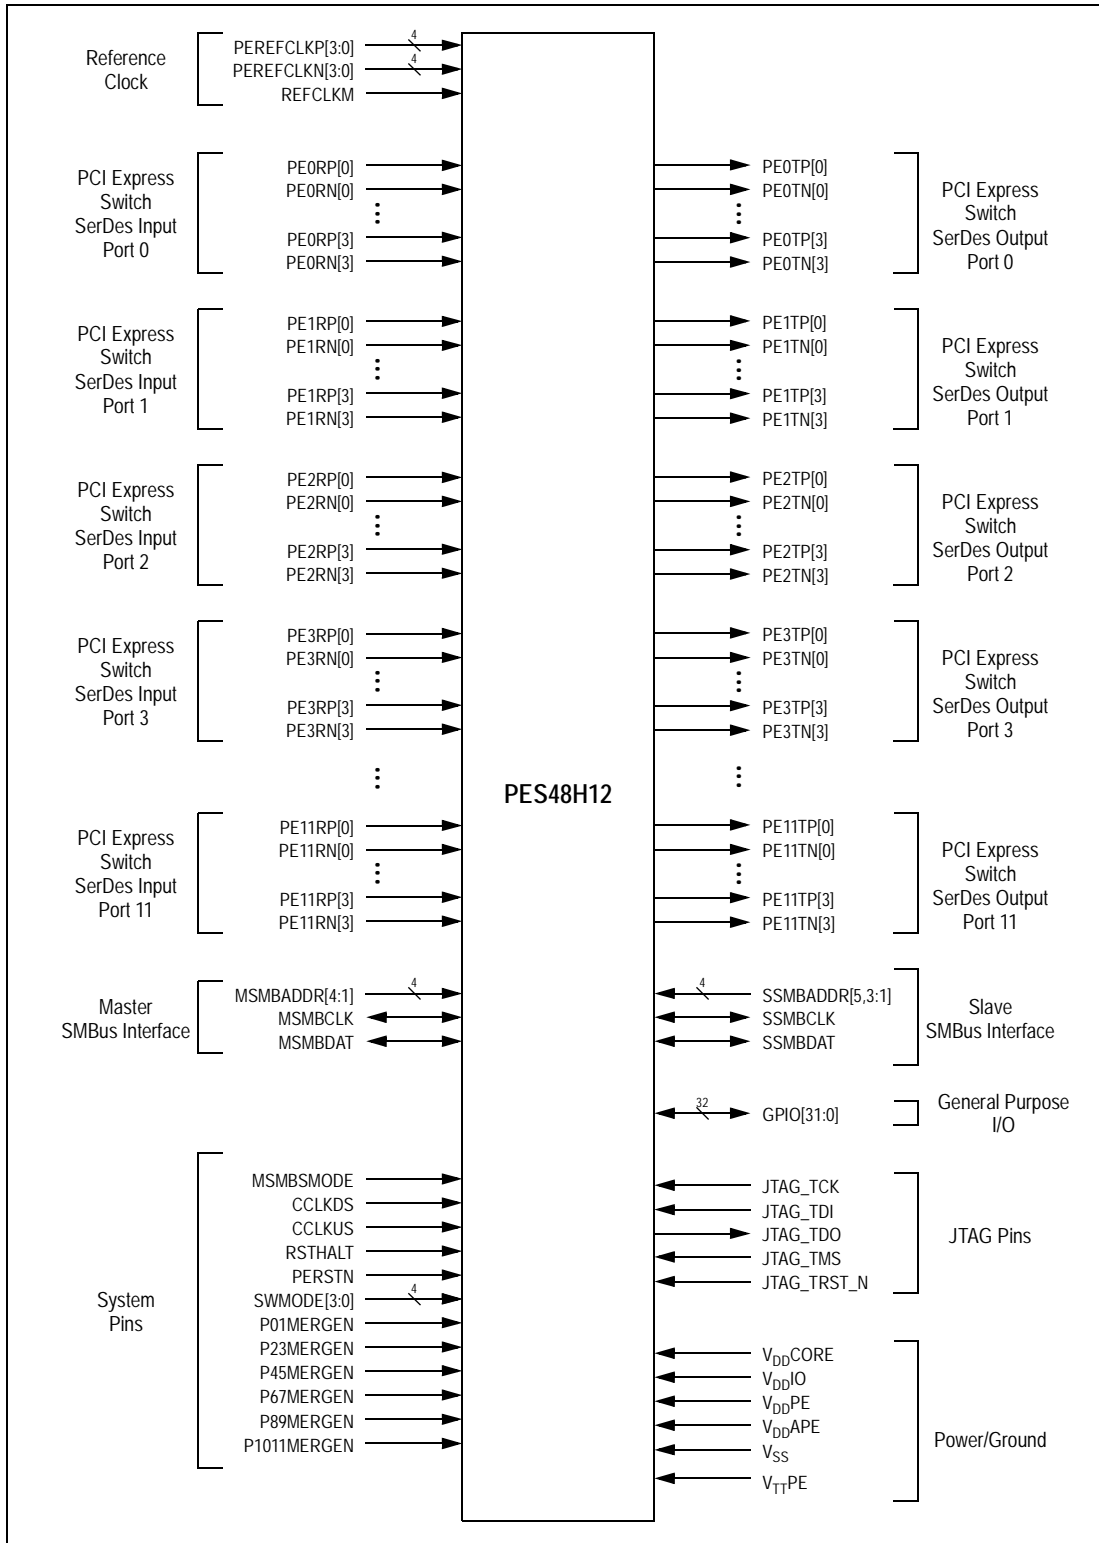 Reference
Clock
PEREFCLKP[3:0]
4
PEREFCLKN[3:0]
4
REFCLKM
PCI Express
Switch
SerDes Input
Port 0
PE0RP[0]
PE0RN[0]
PE0RP[3]
PE0RN[3]
PE0TP[0]
PE0TN[0]
PE0TP[3]
PE0TN[3]
PCI Express
Switch
SerDes Output
Port 0
PCI Express
Switch
SerDes Input
Port 1
PE1RP[0]
PE1RN[0]
PE1RP[3]
PE1RN[3]
PE1TP[0]
PE1TN[0]
PE1TP[3]
PE1TN[3]
PCI Express
Switch
SerDes Output
Port 1
PCI Express
Switch
SerDes Input
Port 2
PE2RP[0]
PE2RN[0]
PE2RP[3]
PE2RN[3]
PE2TP[0]
PE2TN[0]
PE2TP[3]
PE2TN[3]
PCI Express
Switch
SerDes Output
Port 2
PCI Express
Switch
SerDes Input
Port 3
PE3RP[0]
PE3RN[0]
PE3RP[3]
PE3RN[3]
PE3TP[0]
PE3TN[0]
PE3TP[3]
PE3TN[3]
PCI Express
Switch
SerDes Output
Port 3
PES48H12
PCI Express
Switch
SerDes Input
Port 11
PE11RP[0]
PE11RN[0]
PE11RP[3]
PE11RN[3]
PE11TP[0]
PE11TN[0]
PE11TP[3]
PE11TN[3]
PCI Express
Switch
SerDes Output
Port 11
Master
SMBus Interface
MSMBADDR[4:1]
4
MSMBCLK
MSMBDAT
4
SSMBADDR[5,3:1]
SSMBCLK
SSMBDAT
Slave
SMBus Interface
32
GPIO[31:0]
General Purpose
I/O
System
Pins
MSMBSMODE
CCLKDS
CCLKUS
RSTHALT
PERSTN
SWMODE[3:0]
4
P01MERGEN
P23MERGEN
P45MERGEN
P67MERGEN
P89MERGEN
P1011MERGEN
JTAG_TCK
JTAG_TDI
JTAG_TDO
JTAG_TMS
JTAG_TRST_N
JTAG Pins
VDDCORE
VDDIO
VDDPE
VDDAPE
VSS
VTTPE
Power/Ground